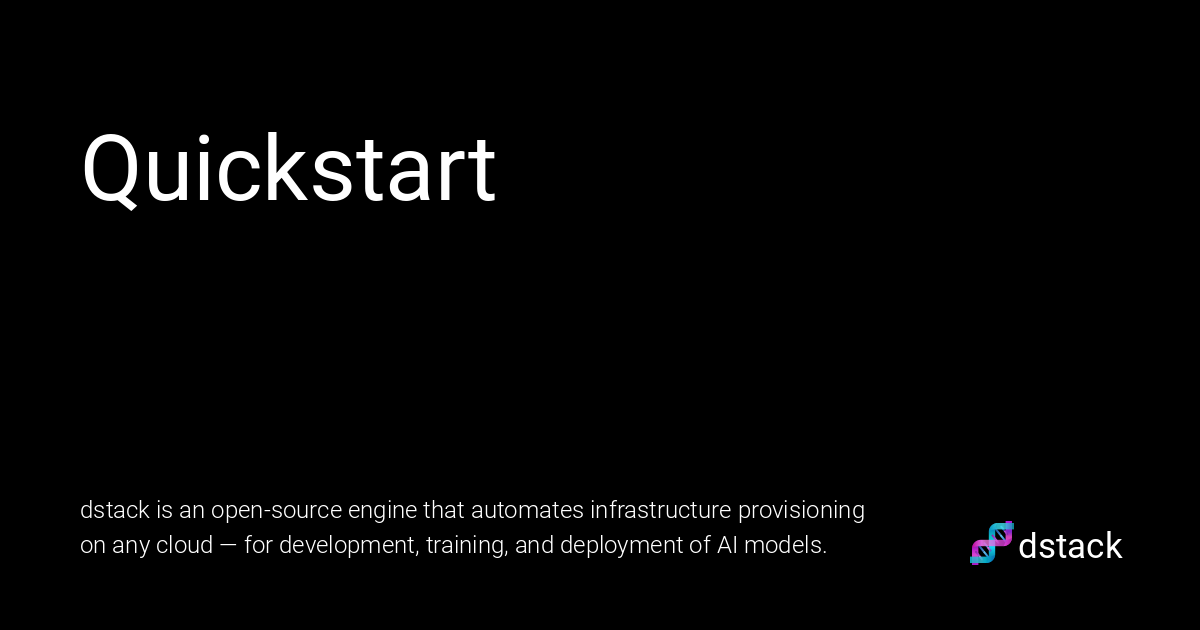 Quickstart
dstack is an open-source engine that automates infrastructure provisioning
on any cloud — for development, training, and deployment of AI models.
dstack